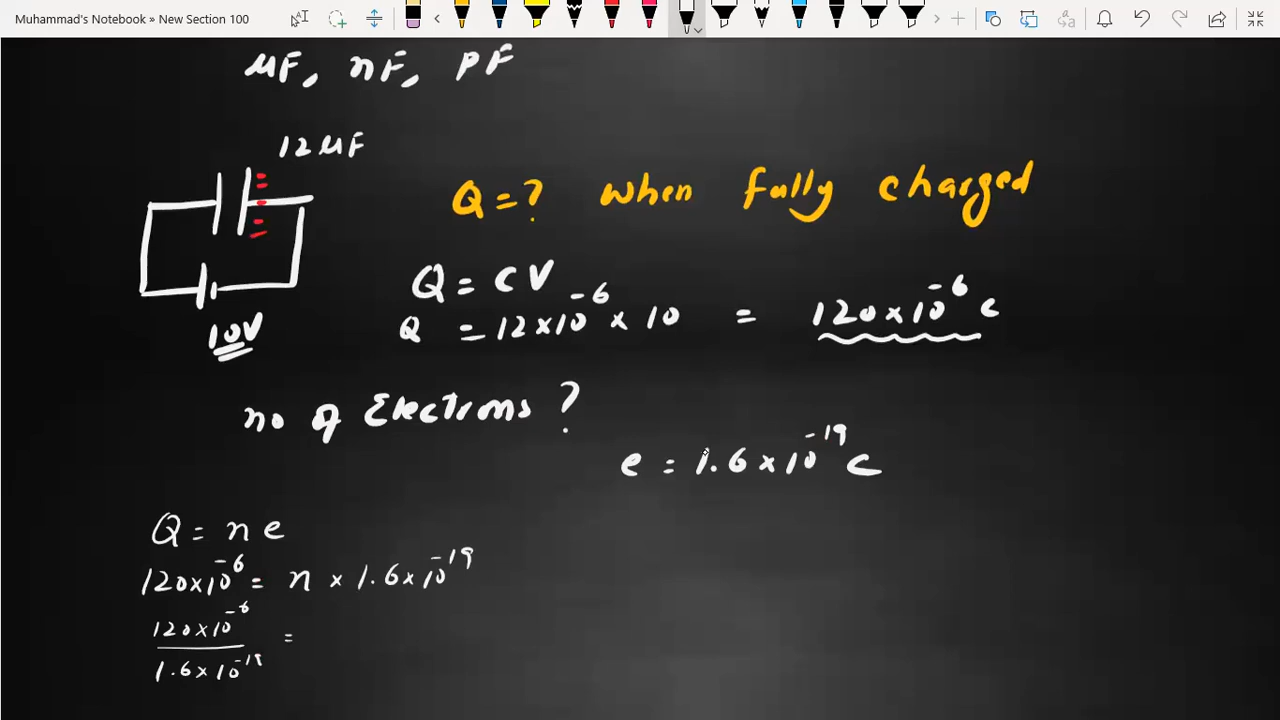 Muhammad's Notebook » New Section 100
μF, nF, PF
12 μF
Q = ? when fully charged
Q = CV
Q = 12×10⁻⁶ × 10 = 120×10⁻⁶ C
10V
no of Electrons ?
e = 1.6×10⁻¹⁹ C
Q = n e
120×10⁻⁶ = n × 1.6×10⁻¹⁹
120×10⁻⁶ =
1.6×10⁻¹⁹